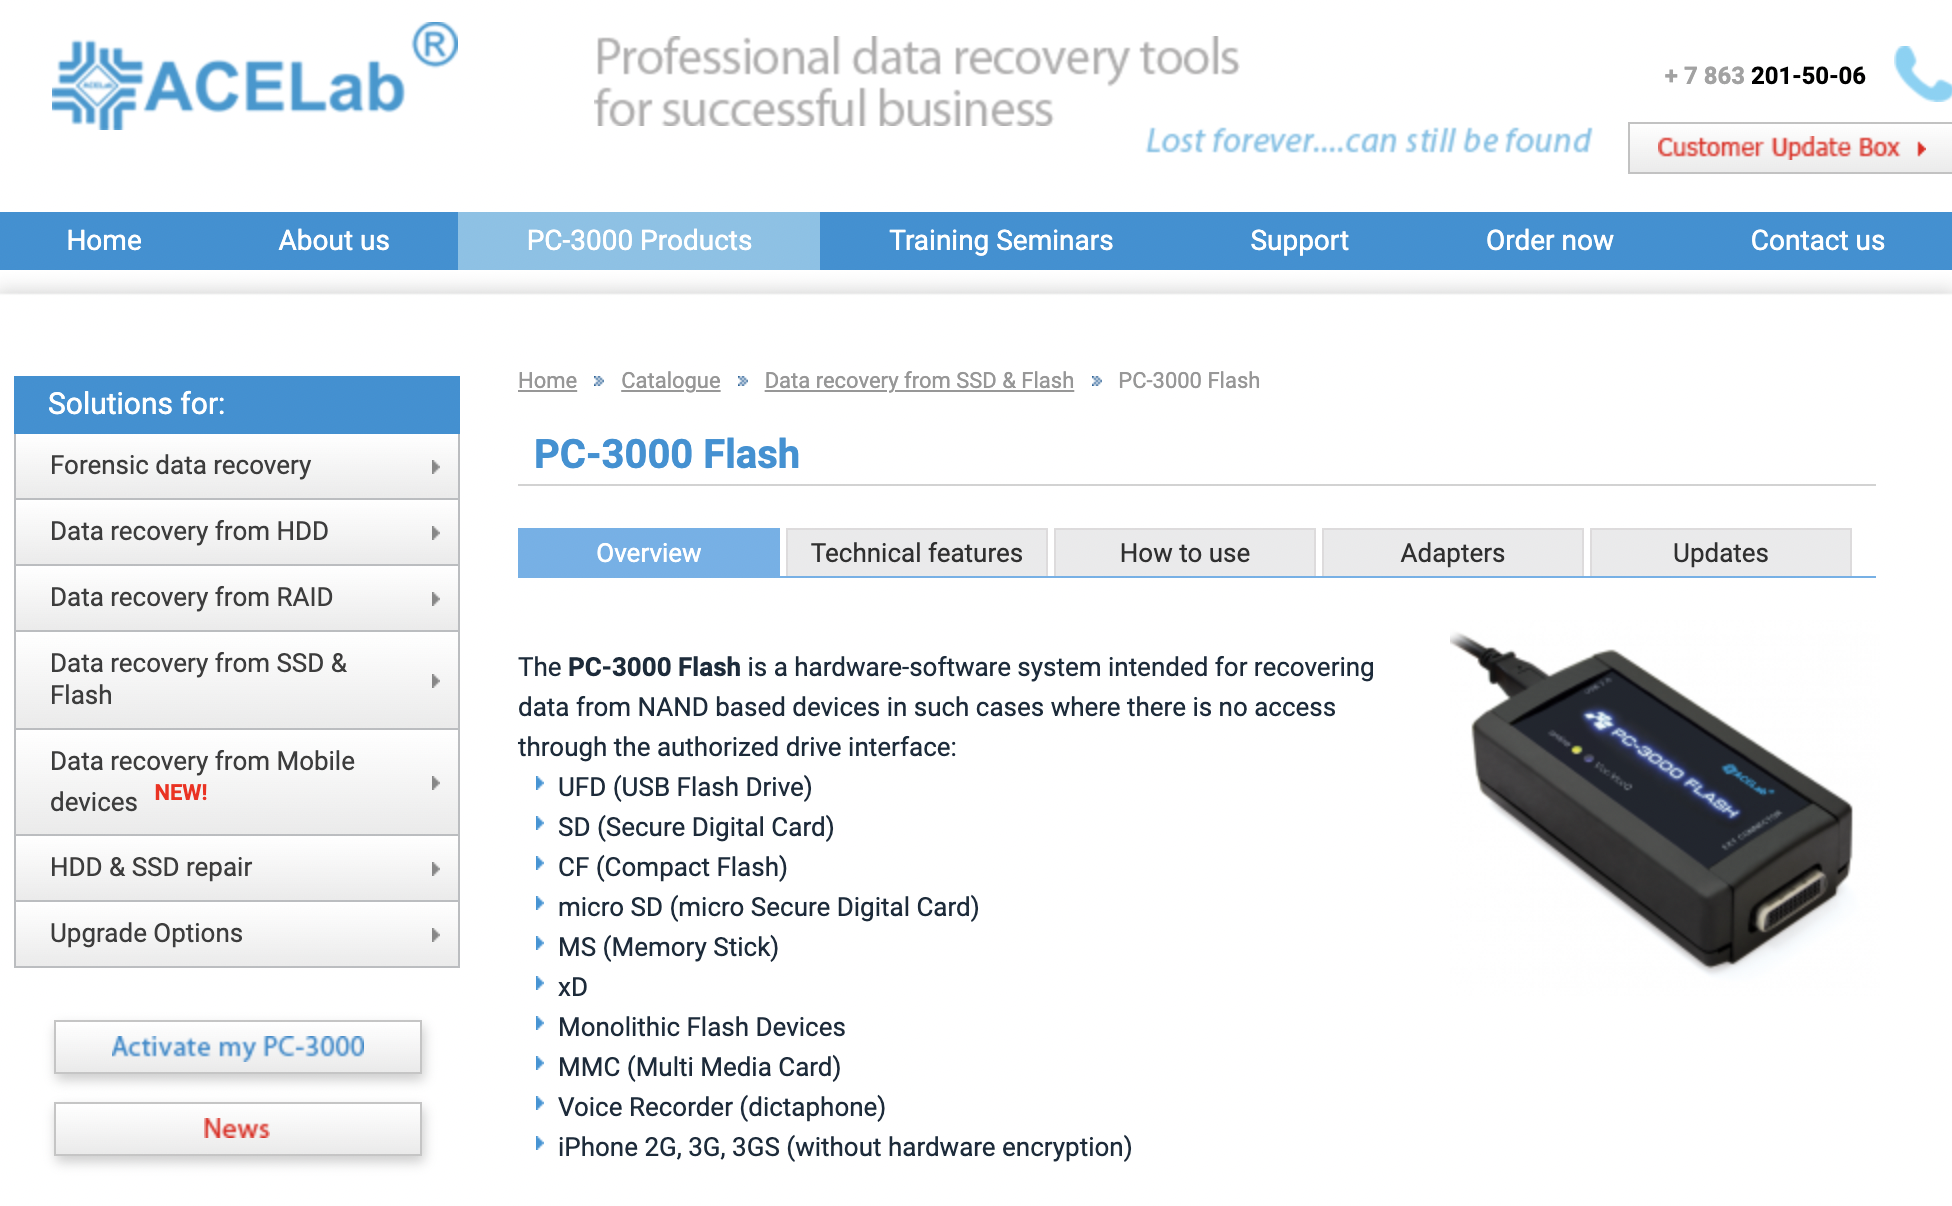 ACELab®
Professional data recovery tools
for successful business
Lost forever....can still be found
+ 7 863 201-50-06
Customer Update Box
Home
About us
PC-3000 Products
Training Seminars
Support
Order now
Contact us
Solutions for:
Forensic data recovery
Data recovery from HDD
Data recovery from RAID
Data recovery from SSD &
Flash
Data recovery from Mobile
devices NEW!
HDD & SSD repair
Upgrade Options
Activate my PC-3000
News
Home » Catalogue » Data recovery from SSD & Flash » PC-3000 Flash
PC-3000 Flash
Overview
Technical features
How to use
Adapters
Updates
The PC-3000 Flash is a hardware-software system intended for recovering
data from NAND based devices in such cases where there is no access
through the authorized drive interface:
UFD (USB Flash Drive)
SD (Secure Digital Card)
CF (Compact Flash)
micro SD (micro Secure Digital Card)
MS (Memory Stick)
xD
Monolithic Flash Devices
MMC (Multi Media Card)
Voice Recorder (dictaphone)
iPhone 2G, 3G, 3GS (without hardware encryption)
PC-3000 FLASH
ACELab